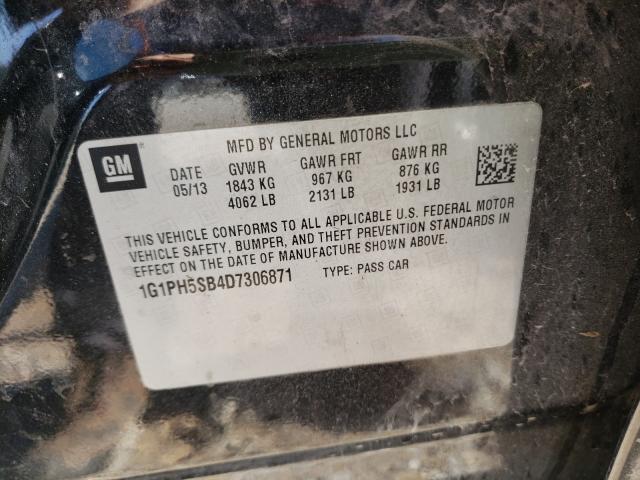 MFD BY GENERAL MOTORS LLC
GM
DATE GVWR GAWR FRT GAWR RR
05/13 1843 KG 967 KG 876 KG
4062 LB 2131 LB 1931 LB
THIS VEHICLE CONFORMS TO ALL APPLICABLE U.S. FEDERAL MOTOR
VEHICLE SAFETY, BUMPER, AND THEFT PREVENTION STANDARDS IN
EFFECT ON THE DATE OF MANUFACTURE SHOWN ABOVE.
1G1PH5SB4D7306871 TYPE: PASS CAR